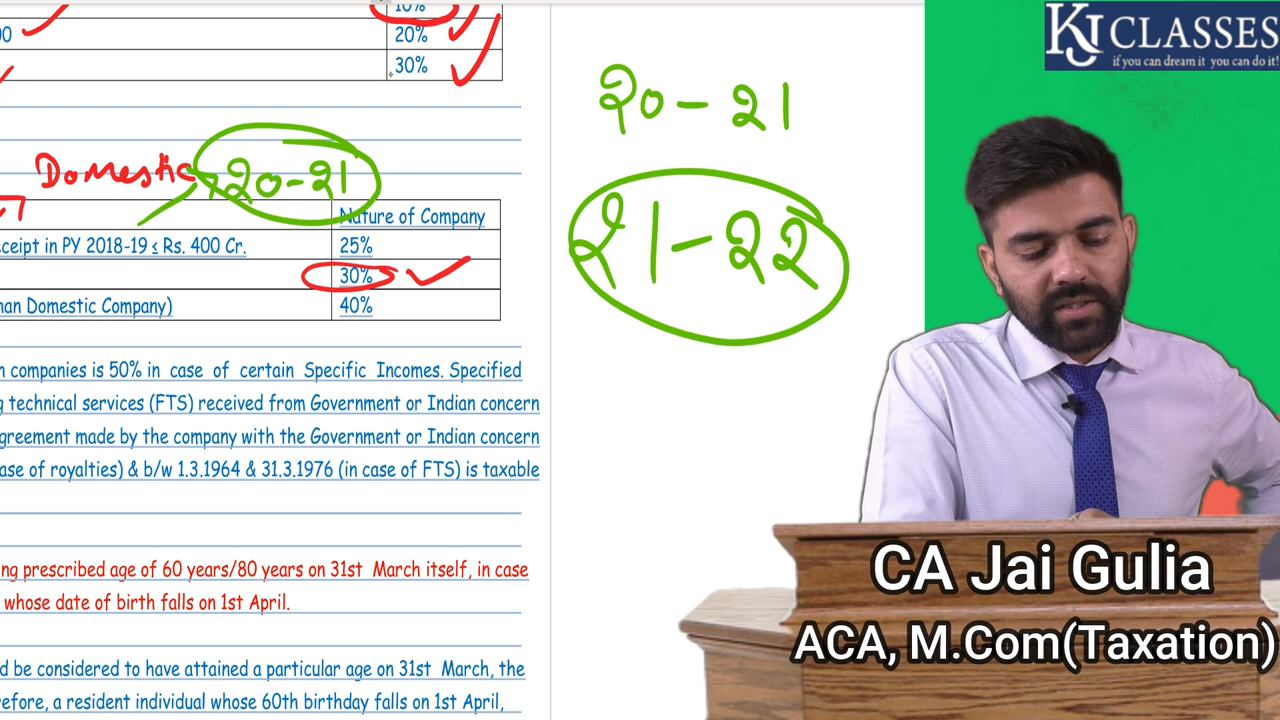 10%
00
20%
30%
Domestic
20-21
Nature of Company
eceipt in PY 2018-19 ≤ Rs. 400 Cr.
25%
30%
han Domestic Company)
40%
n companies is 50% in case of certain Specific Incomes. Specified
g technical services (FTS) received from Government or Indian concern
greement made by the company with the Government or Indian concern
ase of royalties) & b/w 1.3.1964 & 31.3.1976 (in case of FTS) is taxable
ng prescribed age of 60 years/80 years on 31st March itself, in case
whose date of birth falls on 1st April.
d be considered to have attained a particular age on 31st March, the
refore, a resident individual whose 60th birthday falls on 1st April,
20-21
21-22
KJ CLASSES
if you can dream it you can do it!
CA Jai Gulia
ACA, M.Com(Taxation)